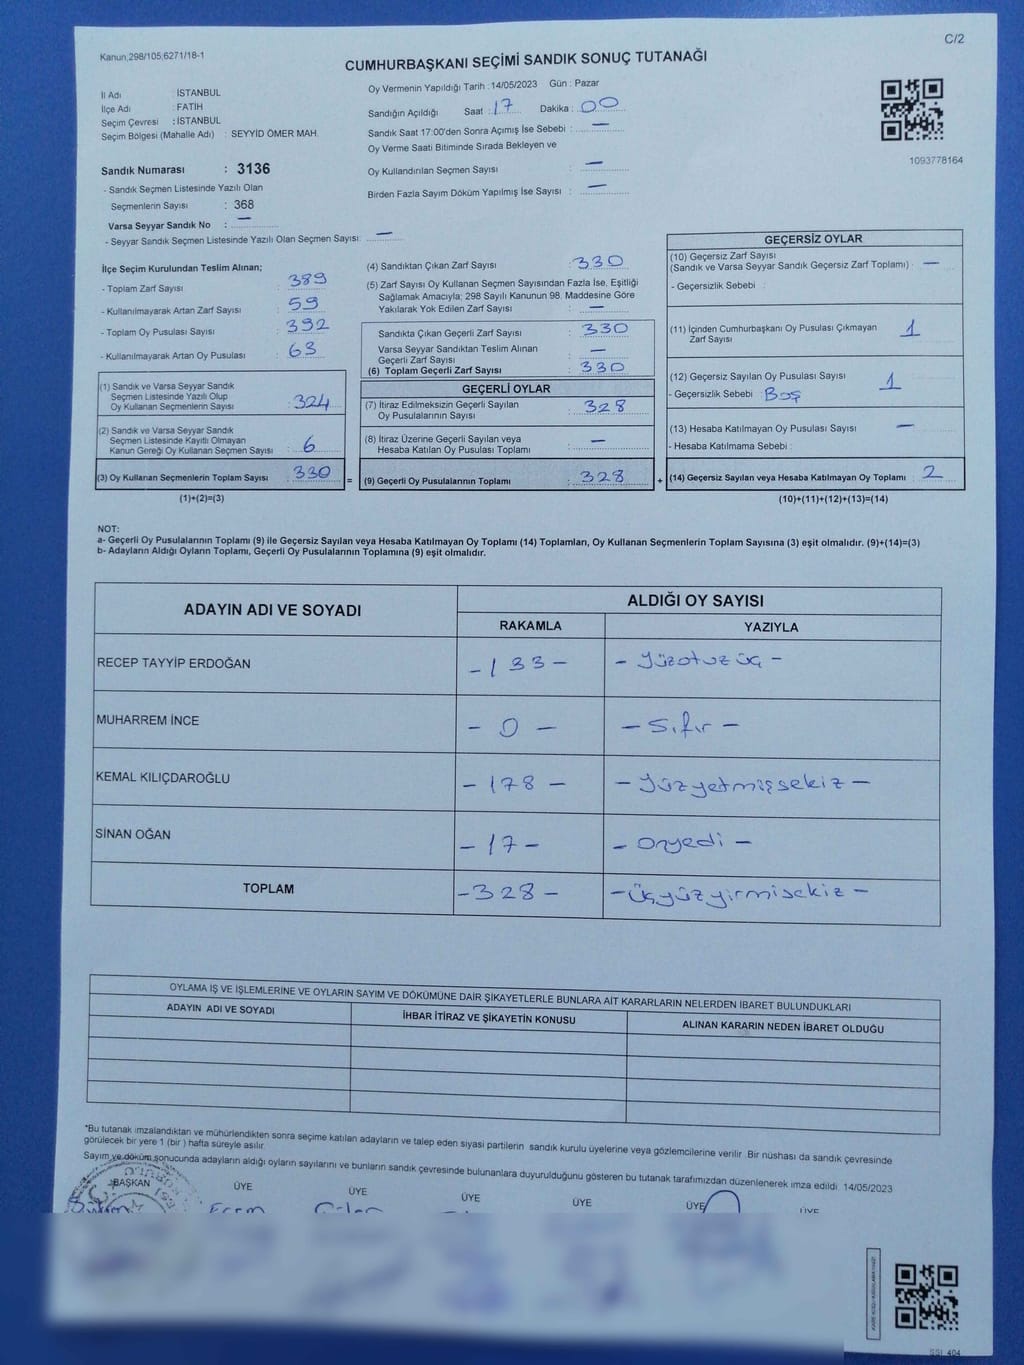 C/2
Kanun.298/105;6271/18-1
CUMHURBAŞKANI SEÇİMİ SANDIK SONUÇ TUTANAĞI
İl Adı : İSTANBUL
İlçe Adı : FATİH
Seçim Çevresi : İSTANBUL
Seçim Bölgesi (Mahalle Adı) : SEYYİD ÖMER MAH.
Sandık Numarası : 3136
- Sandık Seçmen Listesinde Yazılı Olan
Seçmenlerin Sayısı : 368
Varsa Seyyar Sandık No : —
- Seyyar Sandık Seçmen Listesinde Yazılı Olan Seçmen Sayısı: —
Oy Vermenin Yapıldığı Tarih : 14/05/2023 Gün : Pazar
Sandığın Açıldığı Saat : 17 Dakika : 00
Sandık Saat 17:00'den Sonra Açımış İse Sebebi : —
Oy Verme Saati Bitiminde Sırada Bekleyen ve
Oy Kullandırılan Seçmen Sayısı —
Birden Fazla Sayım Döküm Yapılmış İse Sayısı : —
1093778164
İlçe Seçim Kurulundan Teslim Alınan;
- Toplam Zarf Sayısı : 389
- Kullanılmayarak Artan Zarf Sayısı : 59
- Toplam Oy Pusulası Sayısı : 392
- Kullanılmayarak Artan Oy Pusulası : 63
(1) Sandık ve Varsa Seyyar Sandık
Seçmen Listesinde Yazılı Olup
Oy Kullanan Seçmenlerin Sayısı : 324
(2) Sandık ve Varsa Seyyar Sandık
Seçmen Listesinde Kayıtlı Olmayan
Kanun Gereği Oy Kullanan Seçmen Sayısı : 6
(3) Oy Kullanan Seçmenlerin Toplam Sayısı : 330
(1)+(2)=(3)
=
(4) Sandıktan Çıkan Zarf Sayısı : 330
(5) Zarf Sayısı Oy Kullanan Seçmen Sayısından Fazla İse, Eşitliği
Sağlamak Amacıyla; 298 Sayılı Kanunun 98. Maddesine Göre
Yakılarak Yok Edilen Zarf Sayısı : —
Sandıkta Çıkan Geçerli Zarf Sayısı : 330
Varsa Seyyar Sandıktan Teslim Alınan
Geçerli Zarf Sayısı : —
(6) Toplam Geçerli Zarf Sayısı : 330
GEÇERLİ OYLAR
(7) İtiraz Edilmeksizin Geçerli Sayılan
Oy Pusulalarının Sayısı : 328
(8) İtiraz Üzerine Geçerli Sayılan veya
Hesaba Katılan Oy Pusulası Toplamı : —
(9) Geçerli Oy Pusulalarının Toplamı : 328
+
GEÇERSİZ OYLAR
(10) Geçersiz Zarf Sayısı
(Sandık ve Varsa Seyyar Sandık Geçersiz Zarf Toplamı) : —
- Geçersizlik Sebebi :
(11) İçinden Cumhurbaşkanı Oy Pusulası Çıkmayan
Zarf Sayısı : 1
(12) Geçersiz Sayılan Oy Pusulası Sayısı : 1
- Geçersizlik Sebebi : Boş
(13) Hesaba Katılmayan Oy Pusulası Sayısı : —
- Hesaba Katılmama Sebebi :
(14) Geçersiz Sayılan veya Hesaba Katılmayan Oy Toplamı : 2
(10)+(11)+(12)+(13)=(14)
NOT:
a- Geçerli Oy Pusulalarının Toplamı (9) ile Geçersiz Sayılan veya Hesaba Katılmayan Oy Toplamı (14) Toplamları, Oy Kullanan Seçmenlerin Toplam Sayısına (3) eşit olmalıdır. (9)+(14)=(3)
b- Adayların Aldığı Oyların Toplamı, Geçerli Oy Pusulalarının Toplamına (9) eşit olmalıdır.
ADAYIN ADI VE SOYADI
ALDIĞI OY SAYISI
RAKAMLA YAZIYLA
RECEP TAYYİP ERDOĞAN - 133 - - Yüzotuzüç -
MUHARREM İNCE - 0 - - Sıfır -
KEMAL KILIÇDAROĞLU - 178 - - Yüzyetmişsekiz -
SİNAN OĞAN - 17 - - Onyedi -
TOPLAM - 328 - - Üçyüzyirmisekiz -
OYLAMA İŞ VE İŞLEMLERİNE VE OYLARIN SAYIM VE DÖKÜMÜNE DAİR ŞİKAYETLERLE BUNLARA AİT KARARLARIN NELERDEN İBARET BULUNDUKLARI
ADAYIN ADI VE SOYADI İHBAR İTİRAZ VE ŞİKAYETİN KONUSU ALINAN KARARIN NEDEN İBARET OLDUĞU
*Bu tutanak imzalandıktan ve mühürlendikten sonra seçime katılan adayların ve talep eden siyasi partilerin sandık kurulu üyelerine veya gözlemcilerine verilir. Bir nüshası da sandık çevresinde
görülecek bir yere 1 (bir) hafta süreyle asılır.
Sayım ve döküm sonucunda adayların aldığı oyların sayılarını ve bunların sandık çevresinde bulunanlara duyurulduğunu gösteren bu tutanak tarafımızdan düzenlenerek imza edildi. 14/05/2023
BAŞKAN ÜYE ÜYE ÜYE ÜYE ÜYE ÜYE
SSI_404